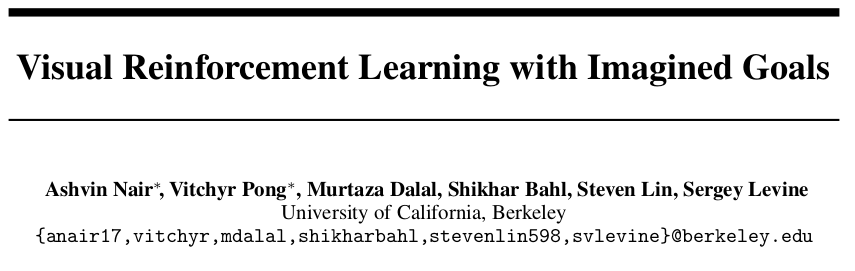 Visual Reinforcement Learning with Imagined Goals
Ashvin Nair*, Vitchyr Pong*, Murtaza Dalal, Shikhar Bahl, Steven Lin, Sergey Levine
University of California, Berkeley
{anair17,vitchyr,mdalal,shikharbahl,stevenlin598,svlevine}@berkeley.edu